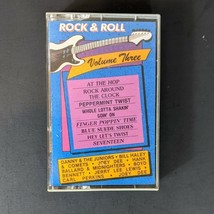 ROCK & ROLL
Volume Three
AT THE HOP
ROCK AROUND
THE CLOCK
PEPPERMINT TWIST
WHOLE LOTTA SHAKIN'
GOIN' ON
FINGER POPPIN' TIME
BLUE SUEDE SHOES
HEY LET'S TWIST
SEVENTEEN
DANNY & THE JUNIORS • BILL HALEY
& COMETS • JOEY DEE • HANK
BALLARD & MIDNIGHTERS • BOYD
BENNETT • JERRY LEE LEWIS •
CARL PERKINS • JOEY DEE